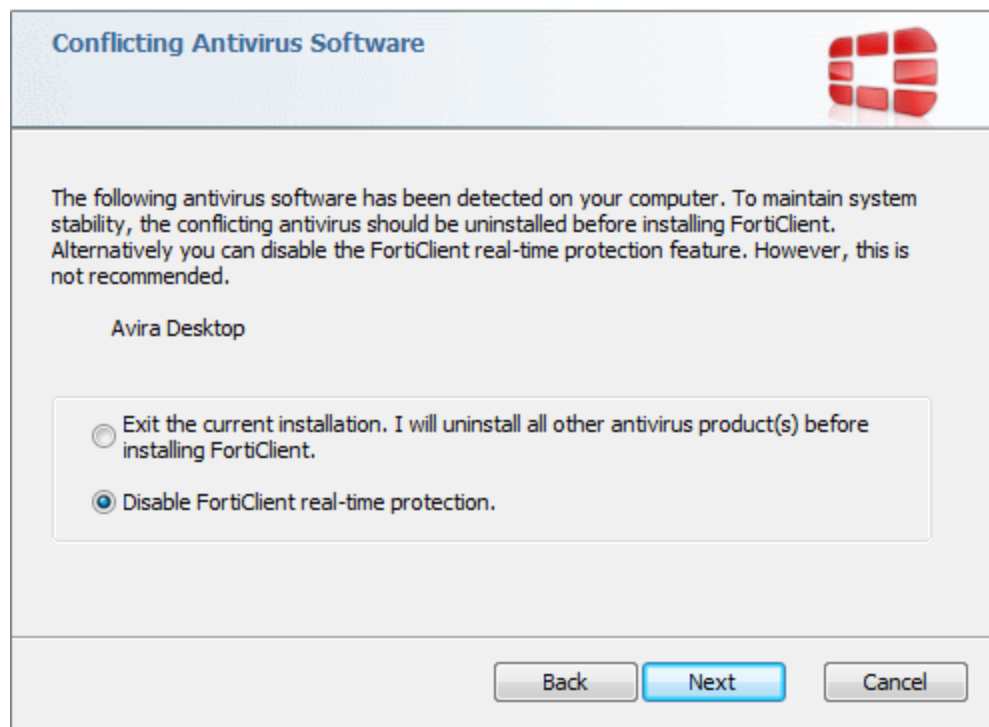 Conflicting Antivirus Software
The following antivirus software has been detected on your computer. To maintain system
stability, the conflicting antivirus should be uninstalled before installing FortiClient.
Alternatively you can disable the FortiClient real-time protection feature. However, this is
not recommended.
Avira Desktop
Exit the current installation. I will uninstall all other antivirus product(s) before
installing FortiClient.
Disable FortiClient real-time protection.
Back
Next
Cancel